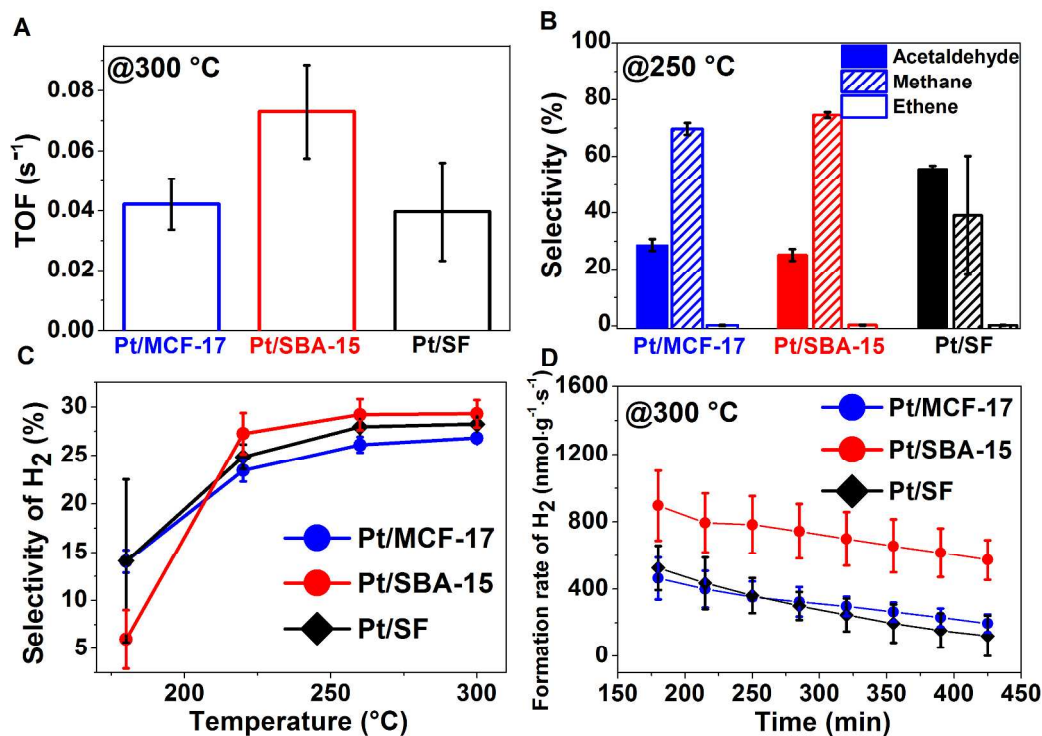 A
@300 °C
TOF (s⁻¹)
0.08
0.06
0.04
0.02
0.00
Pt/MCF-17 Pt/SBA-15 Pt/SF
B
@250 °C
Acetaldehyde
Methane
Ethene
Selectivity (%)
100
80
60
40
20
0
Pt/MCF-17 Pt/SBA-15 Pt/SF
C
Selectivity of H₂ (%)
30
25
20
15
10
5
Pt/MCF-17
Pt/SBA-15
Pt/SF
200 250 300
Temperature (°C)
D
@300 °C
Formation rate of H₂ (nmol·g⁻¹·s⁻¹)
1600
1200
800
400
0
Pt/MCF-17
Pt/SBA-15
Pt/SF
150 200 250 300 350 400 450
Time (min)